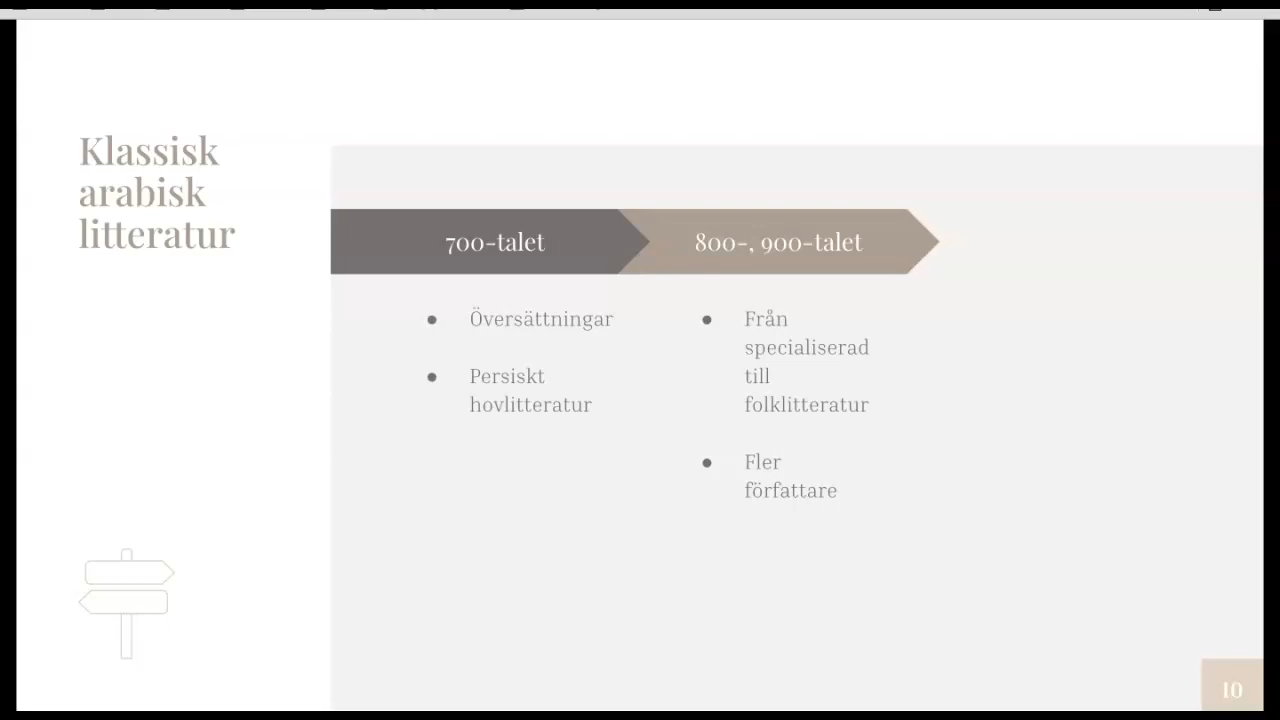 Klassisk
arabisk
litteratur
700-talet
800-, 900-talet
● Översättningar
● Persiskt
hovlitteratur
● Från
specialiserad
till
folklitteratur
● Fler
författare
10